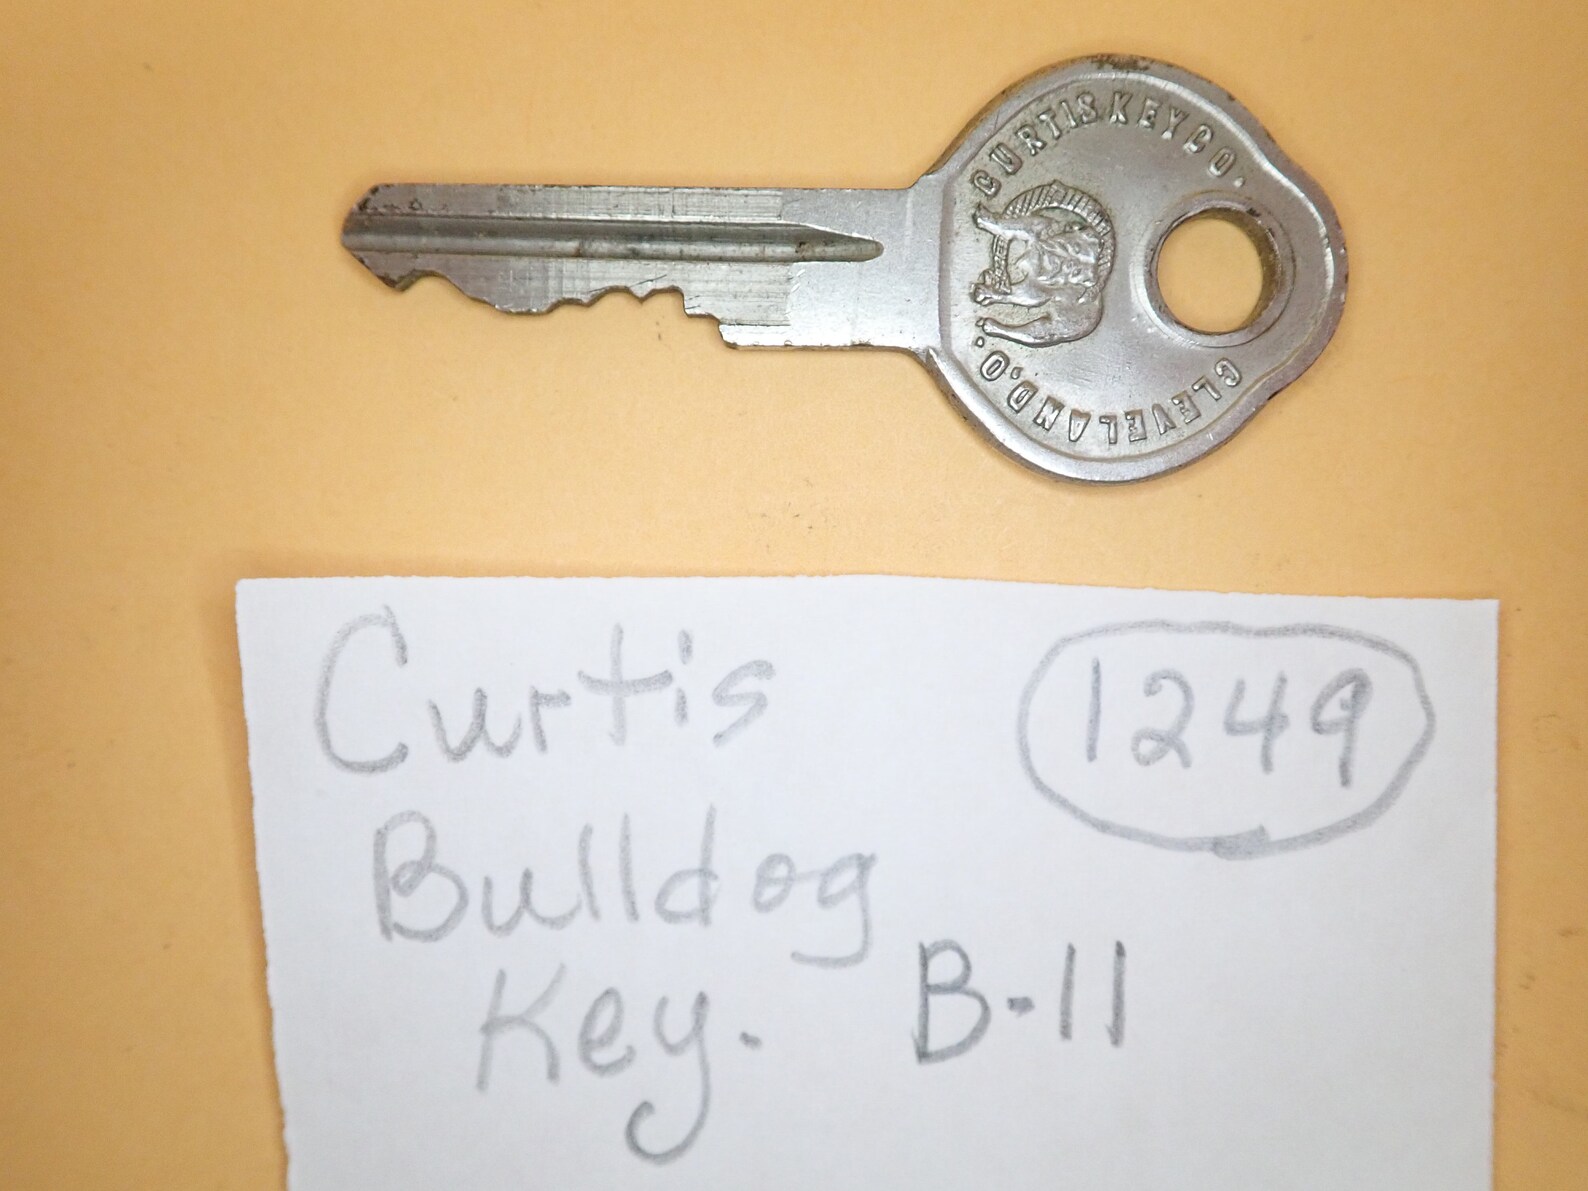 CURTIS KEY CO.
CLEVELAND, O.
Curtis
1249
Bulldog
Key. B-11